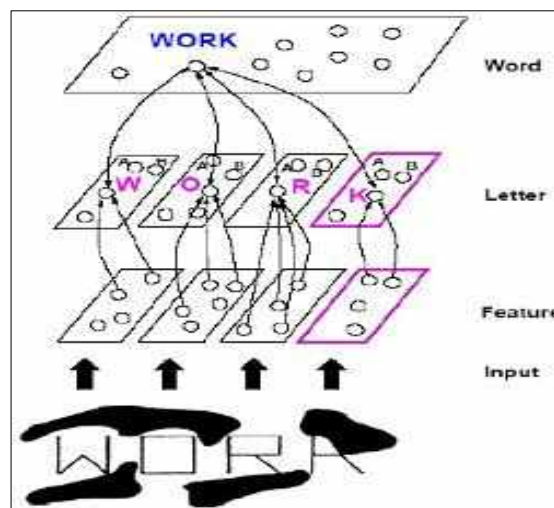 WORK
Word
A A B A A B
W O R K
Letter
Feature
Input
WOR